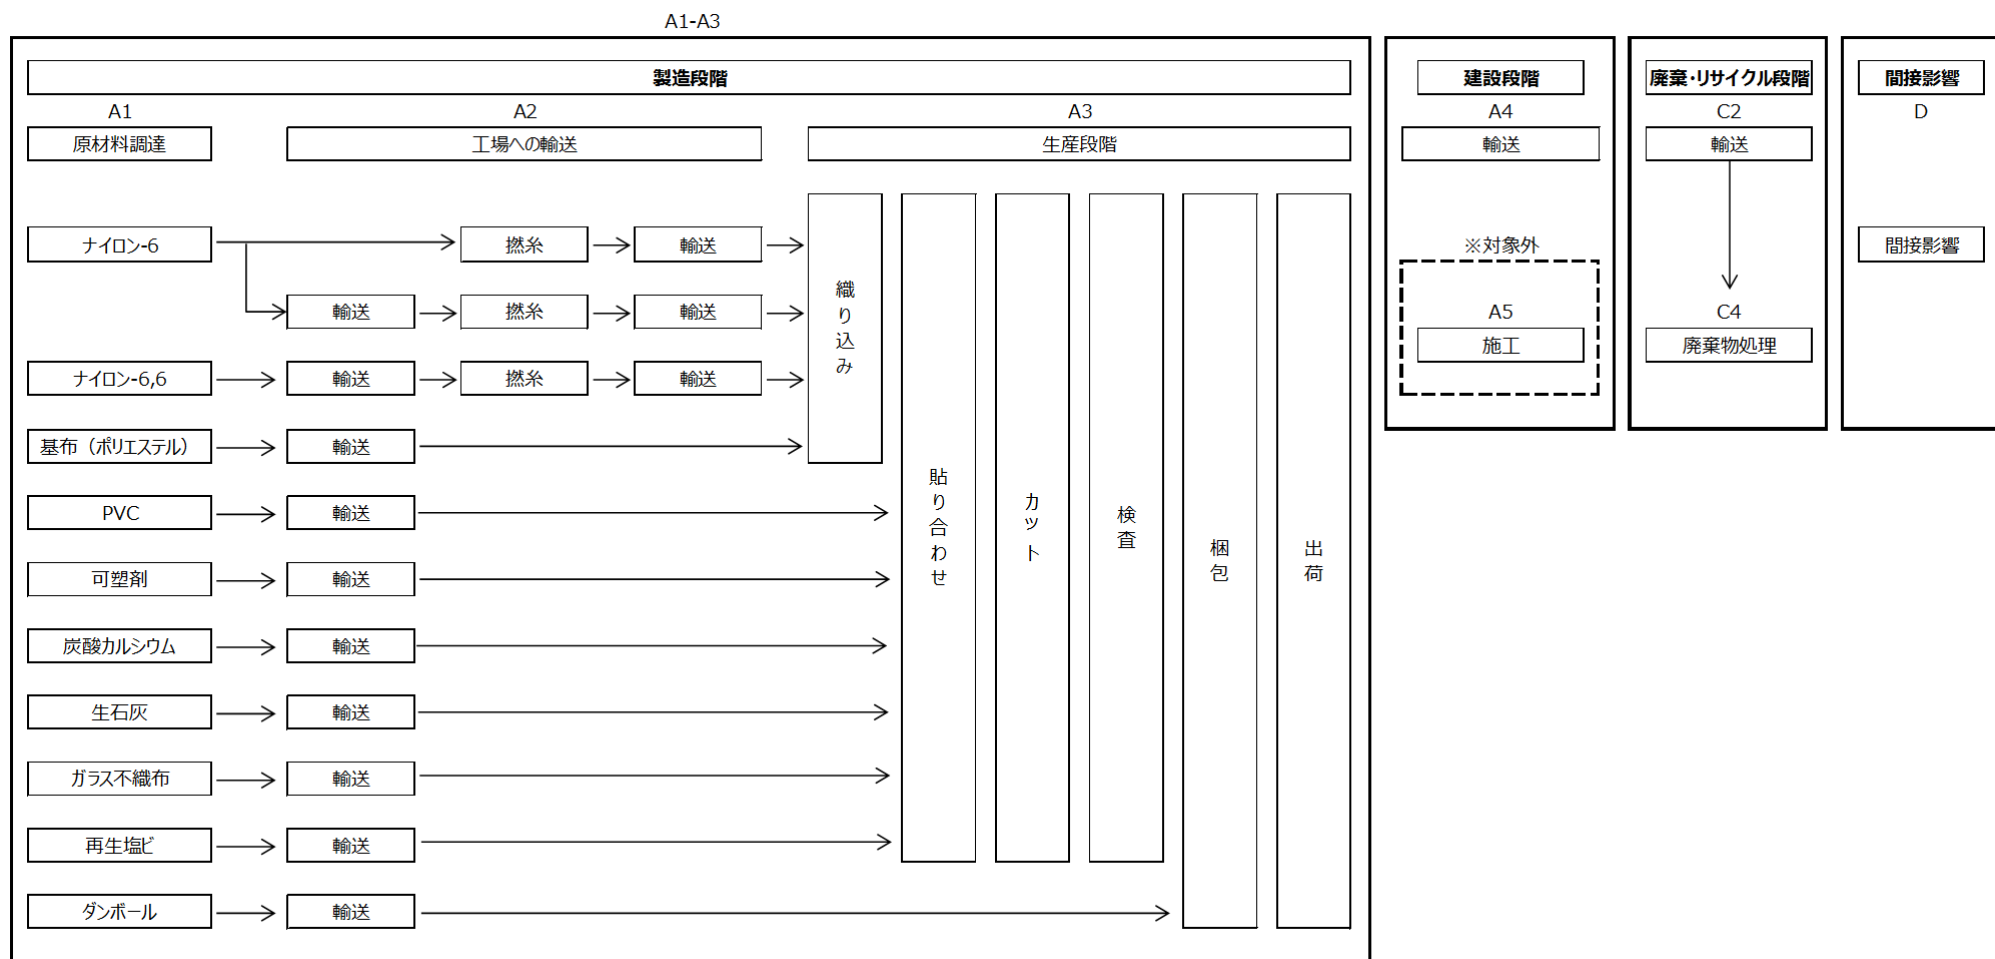 A1-A3
製造段階
建設段階
廃棄・リサイクル段階
間接影響
A1
A2
A3
A4
C2
D
原材料調達
工場への輸送
生産段階
輸送
輸送
ナイロン-6
撚糸
輸送
※対象外
間接影響
輸送
撚糸
輸送
織り込み
A5
C4
施工
廃棄物処理
ナイロン-6,6
輸送
撚糸
輸送
基布（ポリエステル）
輸送
PVC
輸送
貼り合わせ
カット
検査
梱包
出荷
可塑剤
輸送
炭酸カルシウム
輸送
生石灰
輸送
ガラス不織布
輸送
再生塩ビ
輸送
ダンボール
輸送